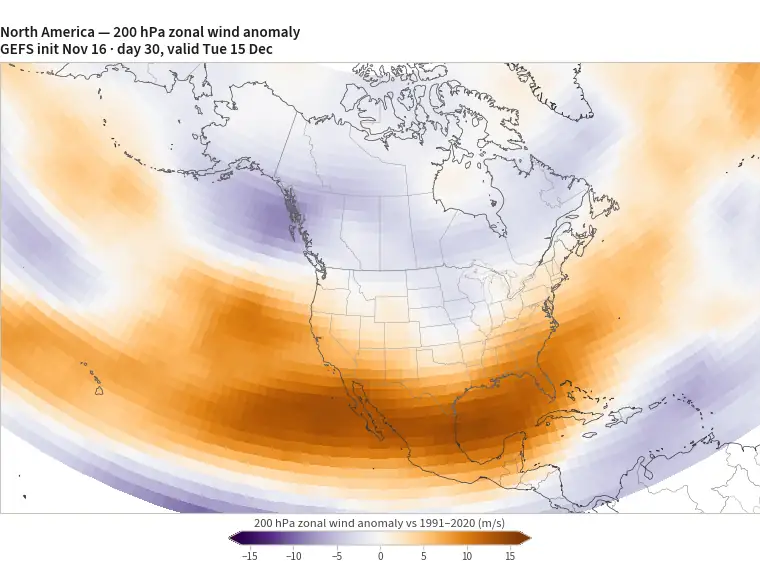 North America — 200 hPa zonal wind anomaly
GEFS init Nov 16 · day 30, valid Tue 15 Dec
200 hPa zonal wind anomaly vs 1991–2020 (m/s)
−15 −10 −5 0 5 10 15